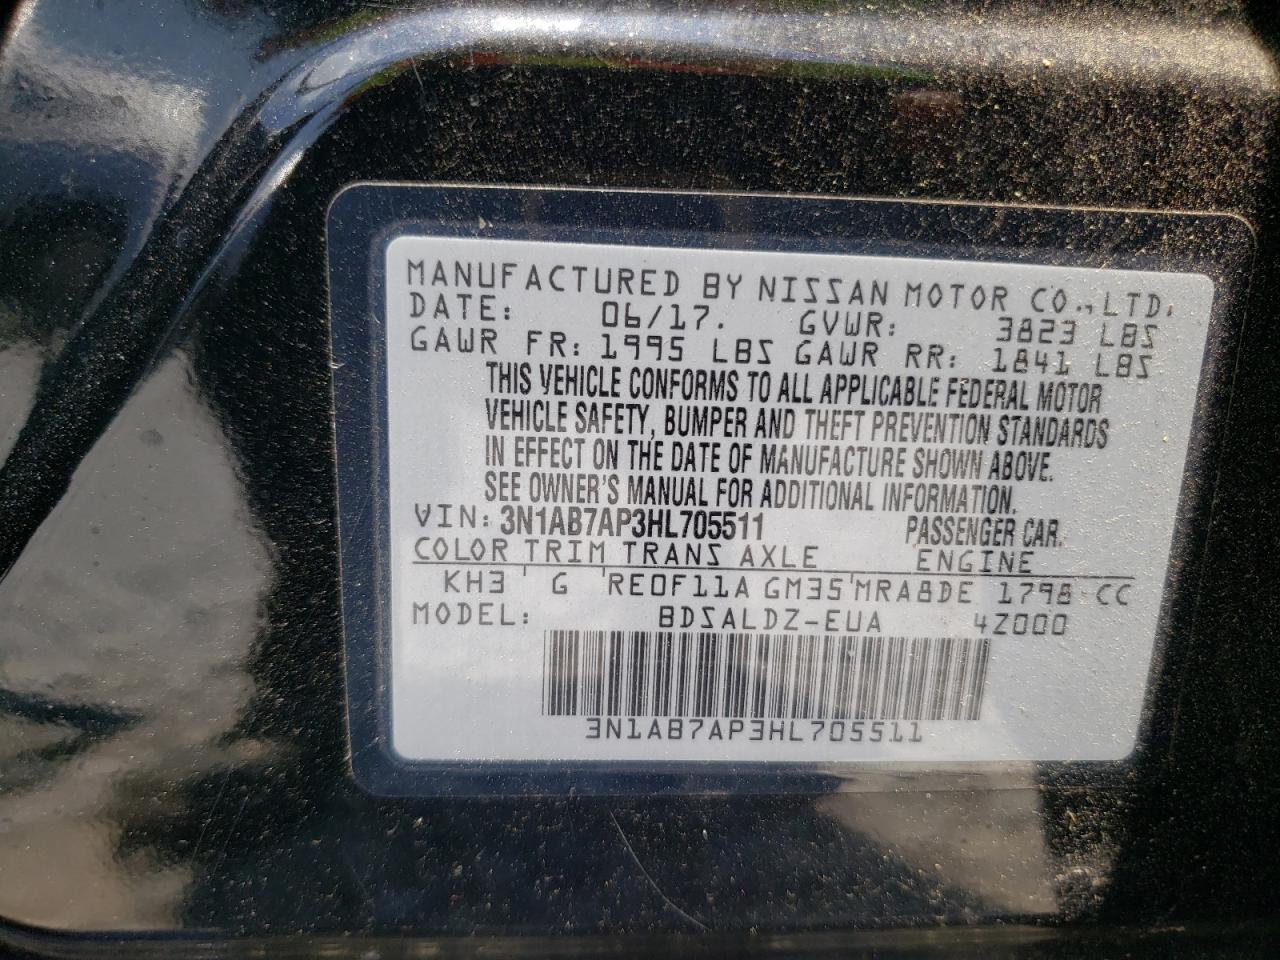 MANUFACTURED BY NISSAN MOTOR CO.,LTD.
DATE: 06/17. GVWR: 3823 LBS
GAWR FR: 1995 LBS GAWR RR: 1841 LBS
THIS VEHICLE CONFORMS TO ALL APPLICABLE FEDERAL MOTOR
VEHICLE SAFETY, BUMPER AND THEFT PREVENTION STANDARDS
IN EFFECT ON THE DATE OF MANUFACTURE SHOWN ABOVE.
SEE OWNER'S MANUAL FOR ADDITIONAL INFORMATION.
VIN: 3N1AB7AP3HL705511 PASSENGER CAR.
COLOR TRIM TRANS AXLE ENGINE
KH3 ' G ' RE0F11A GM35 ' MRA8DE 1798 CC
MODEL: BDSALDZ-EUA 4Z000
3N1AB7AP3HL705511